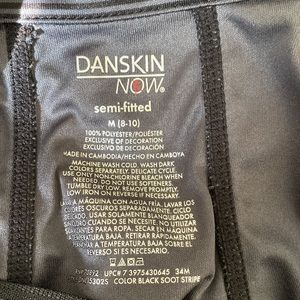 DANSKIN
NOW®
semi-fitted
M (8-10)
100% POLYESTER/POLIÉSTER
EXCLUSIVE OF DECORATION
EXCLUSIVO DE DECORACIÓN
MADE IN CAMBODIA/HECHO EN CAMBOYA
MACHINE WASH COLD. WASH DARK
COLORS SEPARATELY. DELICATE CYCLE.
USE ONLY NON-CHLORINE BLEACH WHEN
NEEDED. DO NOT USE SOFTENERS.
TUMBLE DRY LOW. REMOVE PROMPTLY.
LOW IRON ON REVERSE IF NEEDED.
LAVAR A MÁQUINA CON AGUA FRÍA. LAVAR LOS
COLORES OSCUROS SEPARADAMENTE. CICLO
DELICADO. USAR SOLAMENTE BLANQUEADOR
SIN CLORO CUANDO SEA NECESARIO. NO UTILIZAR
SUAVIZANTES PARA ROPA. SECAR EN MÁQUINA
A TEMPERATURA BAJA. RETIRAR RÁPIDAMENTE.
PLANCHAR A TEMPERATURA BAJA SOBRE EL
REVERSO SI ES NECESARIO.
UPC# 7 3975430645 34M
COLOR BLACK SOOT STRIPE